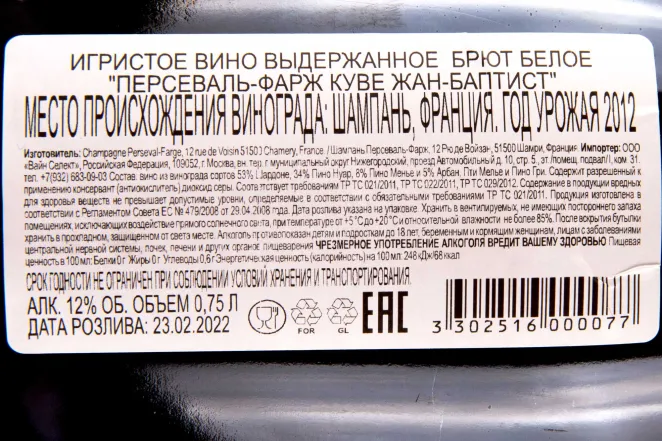 ИГРИСТОЕ ВИНО ВЫДЕРЖАННОЕ БРЮТ БЕЛОЕ
"ПЕРСЕВАЛЬ-ФАРЖ КУВЕ ЖАН-БАПТИСТ"
МЕСТО ПРОИСХОЖДЕНИЯ ВИНОГРАДА: ШАМПАНЬ, ФРАНЦИЯ. ГОД УРОЖАЯ 2012
Изготовитель: Champagne Perseval-Farge, 12 rue de Voisin 51500 Chamery, France. / Шампань Персеваль-Фарж, 12 Рю де Войзан, 51500 Шамри, Франция. Импортер: ООО
«Вайн Селект», Российская Федерация, 109052, г. Москва, вн. тер. г. муниципальный округ Нижегородский, проезд Автомобильный д. 10, стр. 5, эт./помещ. подвал/I, ком. 31.
тел. +7(932) 683-09-03 Состав: вино из винограда сортов 53% Шардоне, 34% Пино Нуар, 8% Пино Менье и 5% Арбан, Пти Мелье и Пино Гри. Содержит разрешенный к
применению консервант (антиокислитель) диоксид серы. Соответствует требованиям ТР ТС 021/2011, ТР ТС 022/2011, ТР ТС 029/2012. Содержание в продукции вредных
для здоровья веществ не превышает допустимые уровни, определяемые в соответствии с обязательными требованиями ТР ТС 021/2011. Продукция изготовлена в
соответствии с Регламентом Совета ЕС № 479/2008 от 29.04.2008 года. Дата розлива указана на упаковке. Хранить в вентилируемых, не имеющих постороннего запаха
помещениях, исключающих воздействие прямого солнечного света, при температуре от +5°C до +20°C и относительной влажности не более 85%. После вскрытия бутылки
хранить в прохладном, защищенном от света месте. Алкоголь противопоказан детям и подросткам до 18 лет, беременным и кормящим женщинам, лицам с заболеваниями
центральной нервной системы, почек, печени и других органов пищеварения ЧРЕЗМЕРНОЕ УПОТРЕБЛЕНИЕ АЛКОГОЛЯ ВРЕДИТ ВАШЕМУ ЗДОРОВЬЮ Пищевая
ценность в 100 мл: Белки 0г Жиры 0г Углеводы 0,6г Энергетическая ценность (калорийность) на 100 мл: 248 кДж/68 ккал
СРОК ГОДНОСТИ НЕ ОГРАНИЧЕН ПРИ СОБЛЮДЕНИИ УСЛОВИЙ ХРАНЕНИЯ И ТРАНСПОРТИРОВАНИЯ.
АЛК. 12% ОБ. ОБЪЕМ 0,75 Л
ДАТА РОЗЛИВА: 23.02.2022
FOR
GL
EAC
3 302516 000077